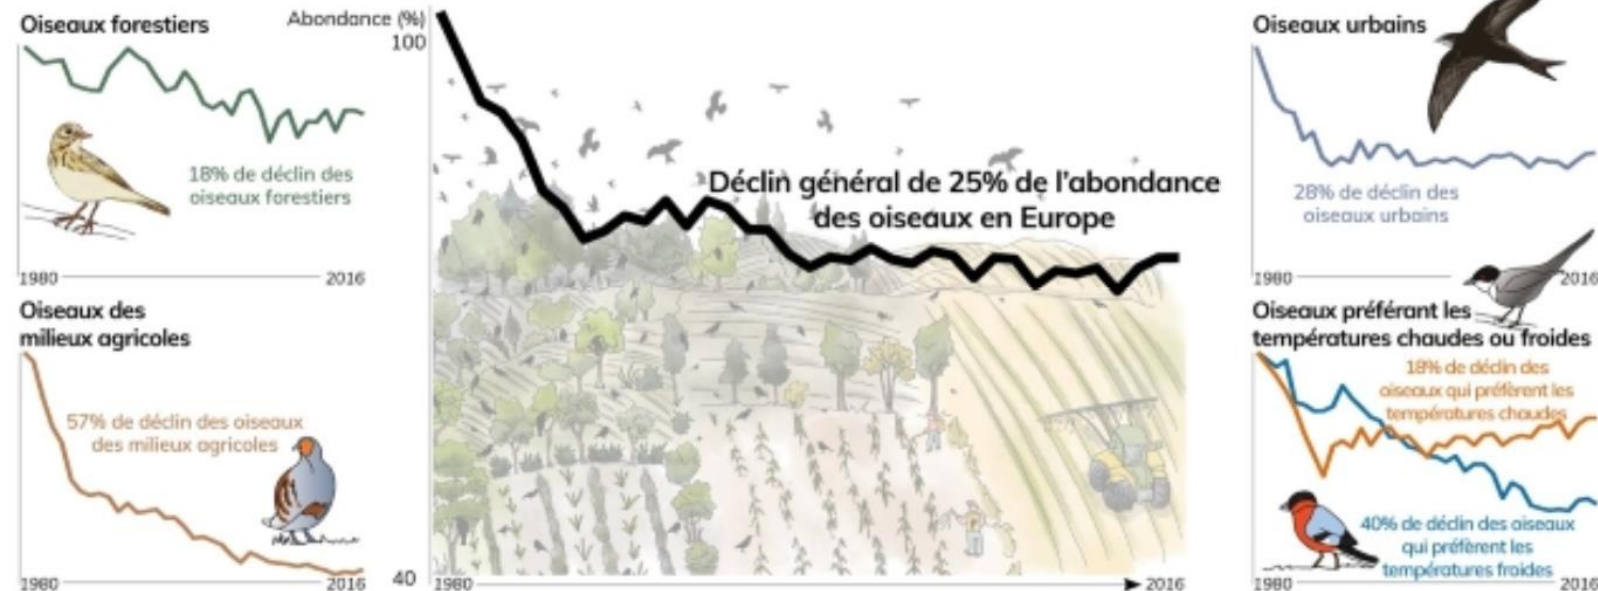 Oiseaux forestiers
18% de déclin des
oiseaux forestiers
1980
2016
Oiseaux des
milieux agricoles
57% de déclin des oiseaux
des milieux agricoles
1980
2016
Abondance (%)
100
Déclin général de 25% de l'abondance
des oiseaux en Europe
40
1980
2016
Oiseaux urbains
28% de déclin des
oiseaux urbains
1980
2016
Oiseaux préférant les
températures chaudes ou froides
18% de déclin des
oiseaux qui préfèrent les
températures chaudes
40% de déclin des oiseaux
qui préfèrent les
températures froides
1980
2016